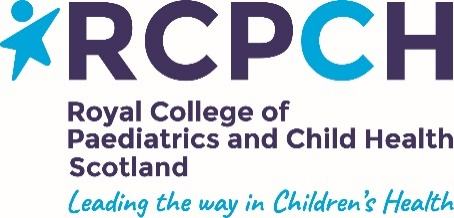 RCPCH
Royal College of
Paediatrics and Child Health
Scotland
Leading the way in Children's Health